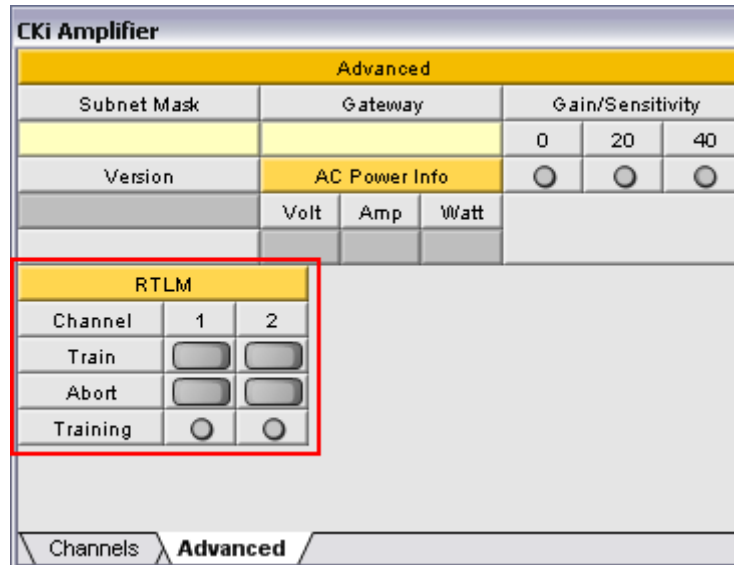 CKi Amplifier
Advanced
Subnet Mask Gateway Gain/Sensitivity
0 20 40
Version AC Power Info
Volt Amp Watt
RTLM
Channel 1 2
Train
Abort
Training
Channels Advanced